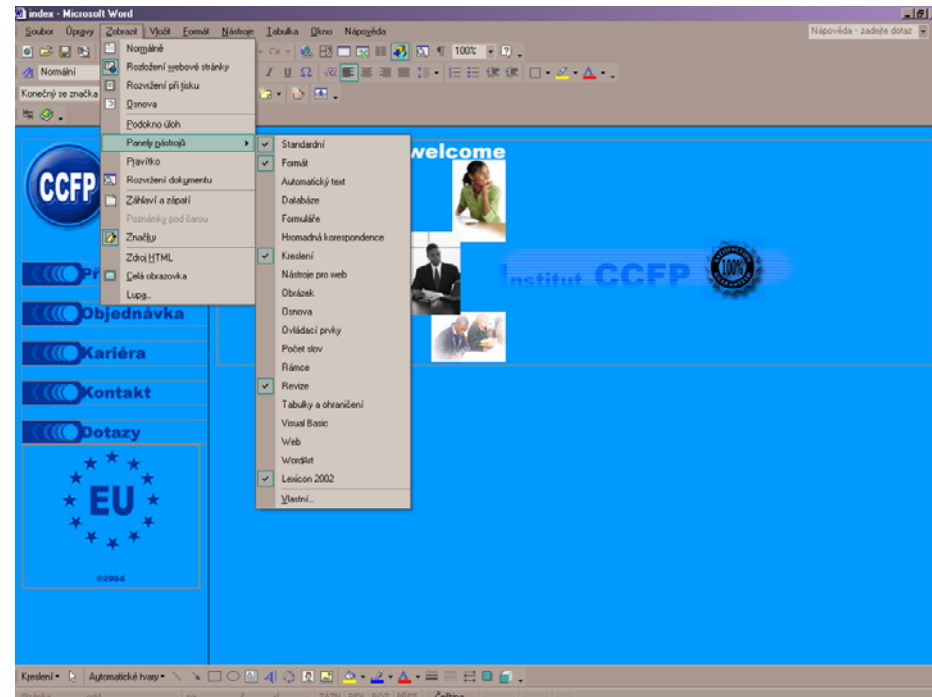 index - Microsoft Word
Soubor Úpravy Zobrazit Vložit Formát Nástroje Tabulka Okno Nápověda
Nápověda - zadejte dotaz
100%
Normální
Konečný se značka
Normálně
Rozložení webové stránky
Rozvržení při tisku
Osnova
Podokno úloh
Panely nástrojů
Pravítko
Rozvržení dokumentu
Záhlaví a zápatí
Poznámky pod čarou
Značky
Zdroj HTML
Celá obrazovka
Lupa...
Standardní
Formát
Automatický text
Databáze
Formuláře
Hromadná korespondence
Kreslení
Nástroje pro web
Obrázek
Osnova
Ovládací prvky
Počet slov
Rámce
Revize
Tabulky a ohraničení
Visual Basic
Web
WordArt
Lexicon 2002
Vlastní...
CCFP
welcome
Institut CCFP
100%
Objednávka
Kariéra
Kontakt
Dotazy
EU
©2004
Kreslení Automatické tvary
Čeština